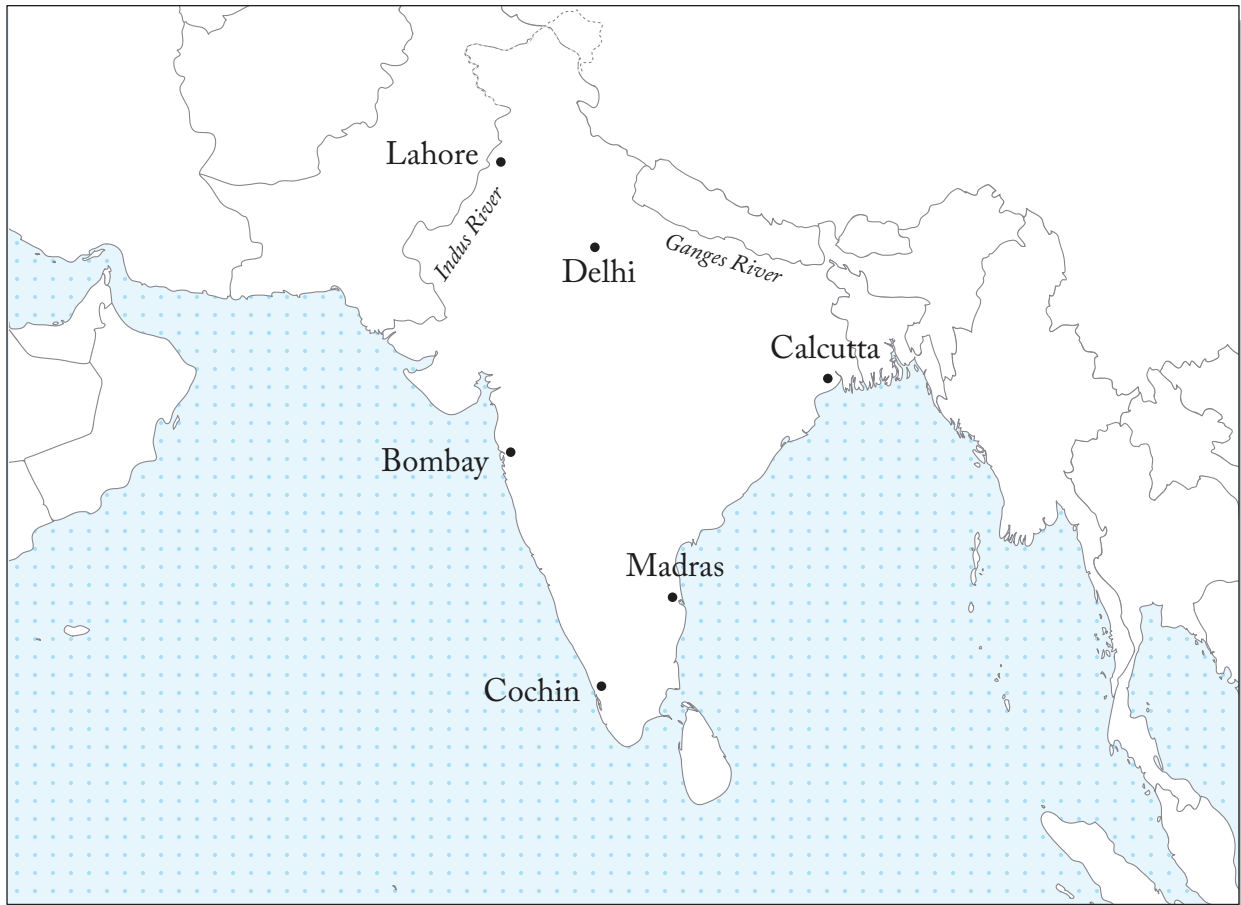 Lahore
Indus River
Ganges River
Delhi
Calcutta
Bombay
Madras
Cochin